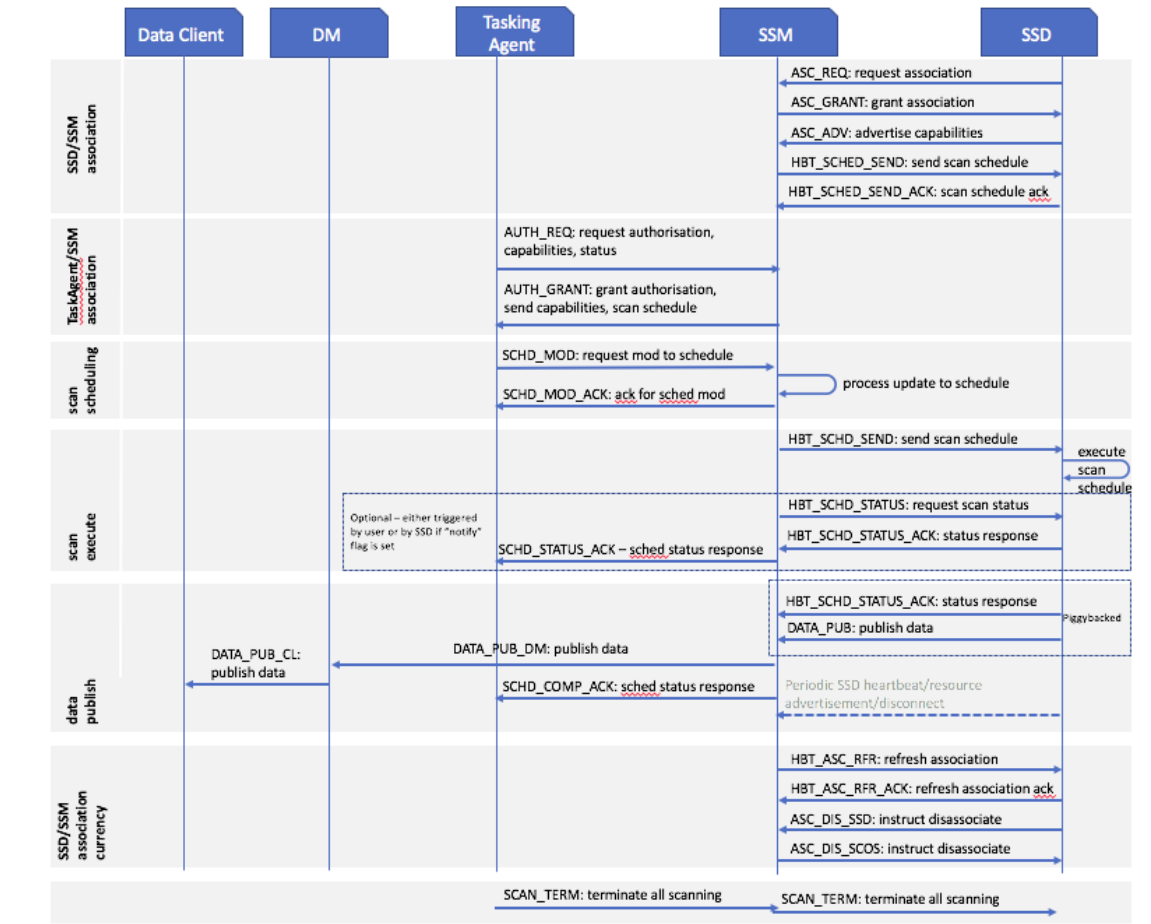 Data Client
DM
Tasking
Agent
SSM
SSD
SSD/SSM
association
ASC_REQ: request association
ASC_GRANT: grant association
ASC_ADV: advertise capabilities
HBT_SCHED_SEND: send scan schedule
HBT_SCHED_SEND_ACK: scan schedule ack
TaskAgent/SSM
association
AUTH_REQ: request authorisation,
capabilities, status
AUTH_GRANT: grant authorisation,
send capabilities, scan schedule
scan
scheduling
SCHD_MOD: request mod to schedule
process update to schedule
SCHD_MOD_ACK: ack for sched mod
scan
execute
HBT_SCHD_SEND: send scan schedule
execute
scan
schedule
Optional – either triggered
by user or by SSD if "notify"
flag is set
HBT_SCHD_STATUS: request scan status
HBT_SCHD_STATUS_ACK: status response
SCHD_STATUS_ACK – sched status response
data
publish
HBT_SCHD_STATUS_ACK: status response
Piggybacked
DATA_PUB: publish data
DATA_PUB_DM: publish data
DATA_PUB_CL:
publish data
SCHD_COMP_ACK: sched status response
Periodic SSD heartbeat/resource
advertisement/disconnect
SSD/SSM
association
currency
HBT_ASC_RFR: refresh association
HBT_ASC_RFR_ACK: refresh association ack
ASC_DIS_SSD: instruct disassociate
ASC_DIS_SCOS: instruct disassociate
SCAN_TERM: terminate all scanning
SCAN_TERM: terminate all scanning